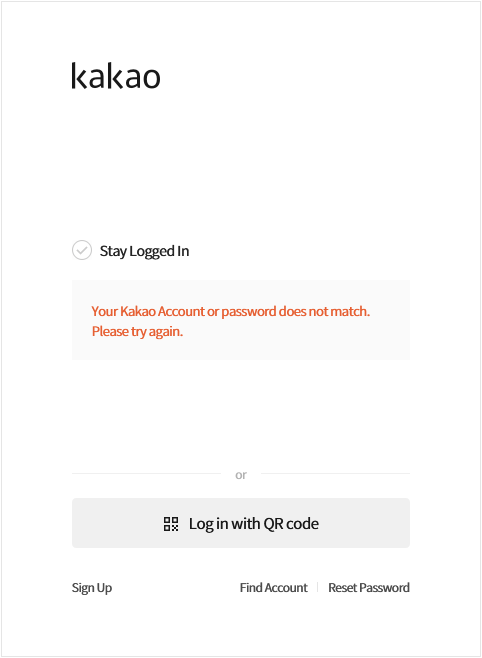 kakao
Stay Logged In
Your Kakao Account or password does not match.
Please try again.
or
Log in with QR code
Sign Up
Find Account
Reset Password